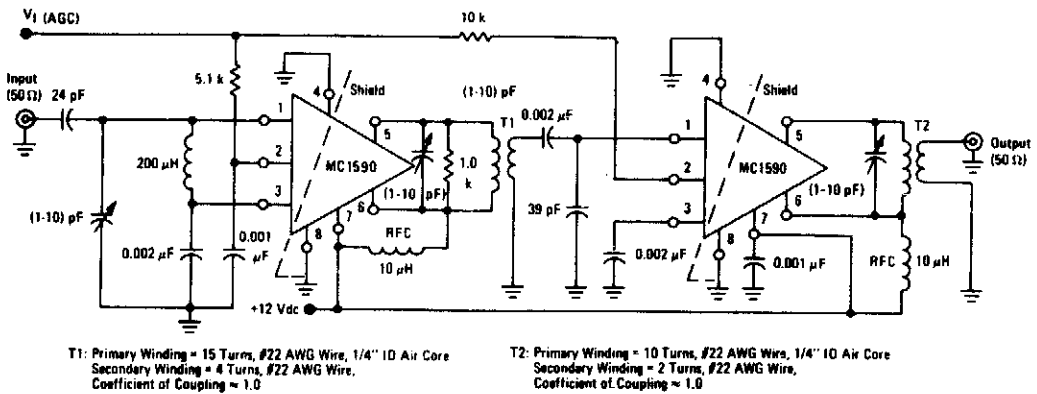 V₁ (AGC)
10 k
5.1 k
Input
(50 Ω)
24 pF
4
Shield
(1-10) pF
T1
0.002 μF
1
5
200 μH
2
MC1590
1.0
k
3
(1-10 pF)
6
(1-10) pF
0.002 μF
0.001
μF
8
7
RFC
10 μH
39 pF
+12 Vdc
4
Shield
1
5
T2
Output
(50 Ω)
2
MC1590
(1-10 pF)
3
6
0.002 μF
8
7
0.001 μF
RFC
10 μH
T1: Primary Winding = 15 Turns, #22 AWG Wire, 1/4" ID Air Core
Secondary Winding = 4 Turns, #22 AWG Wire,
Coefficient of Coupling ≈ 1.0
T2: Primary Winding = 10 Turns, #22 AWG Wire, 1/4" ID Air Core
Secondary Winding = 2 Turns, #22 AWG Wire,
Coefficient of Coupling ≈ 1.0